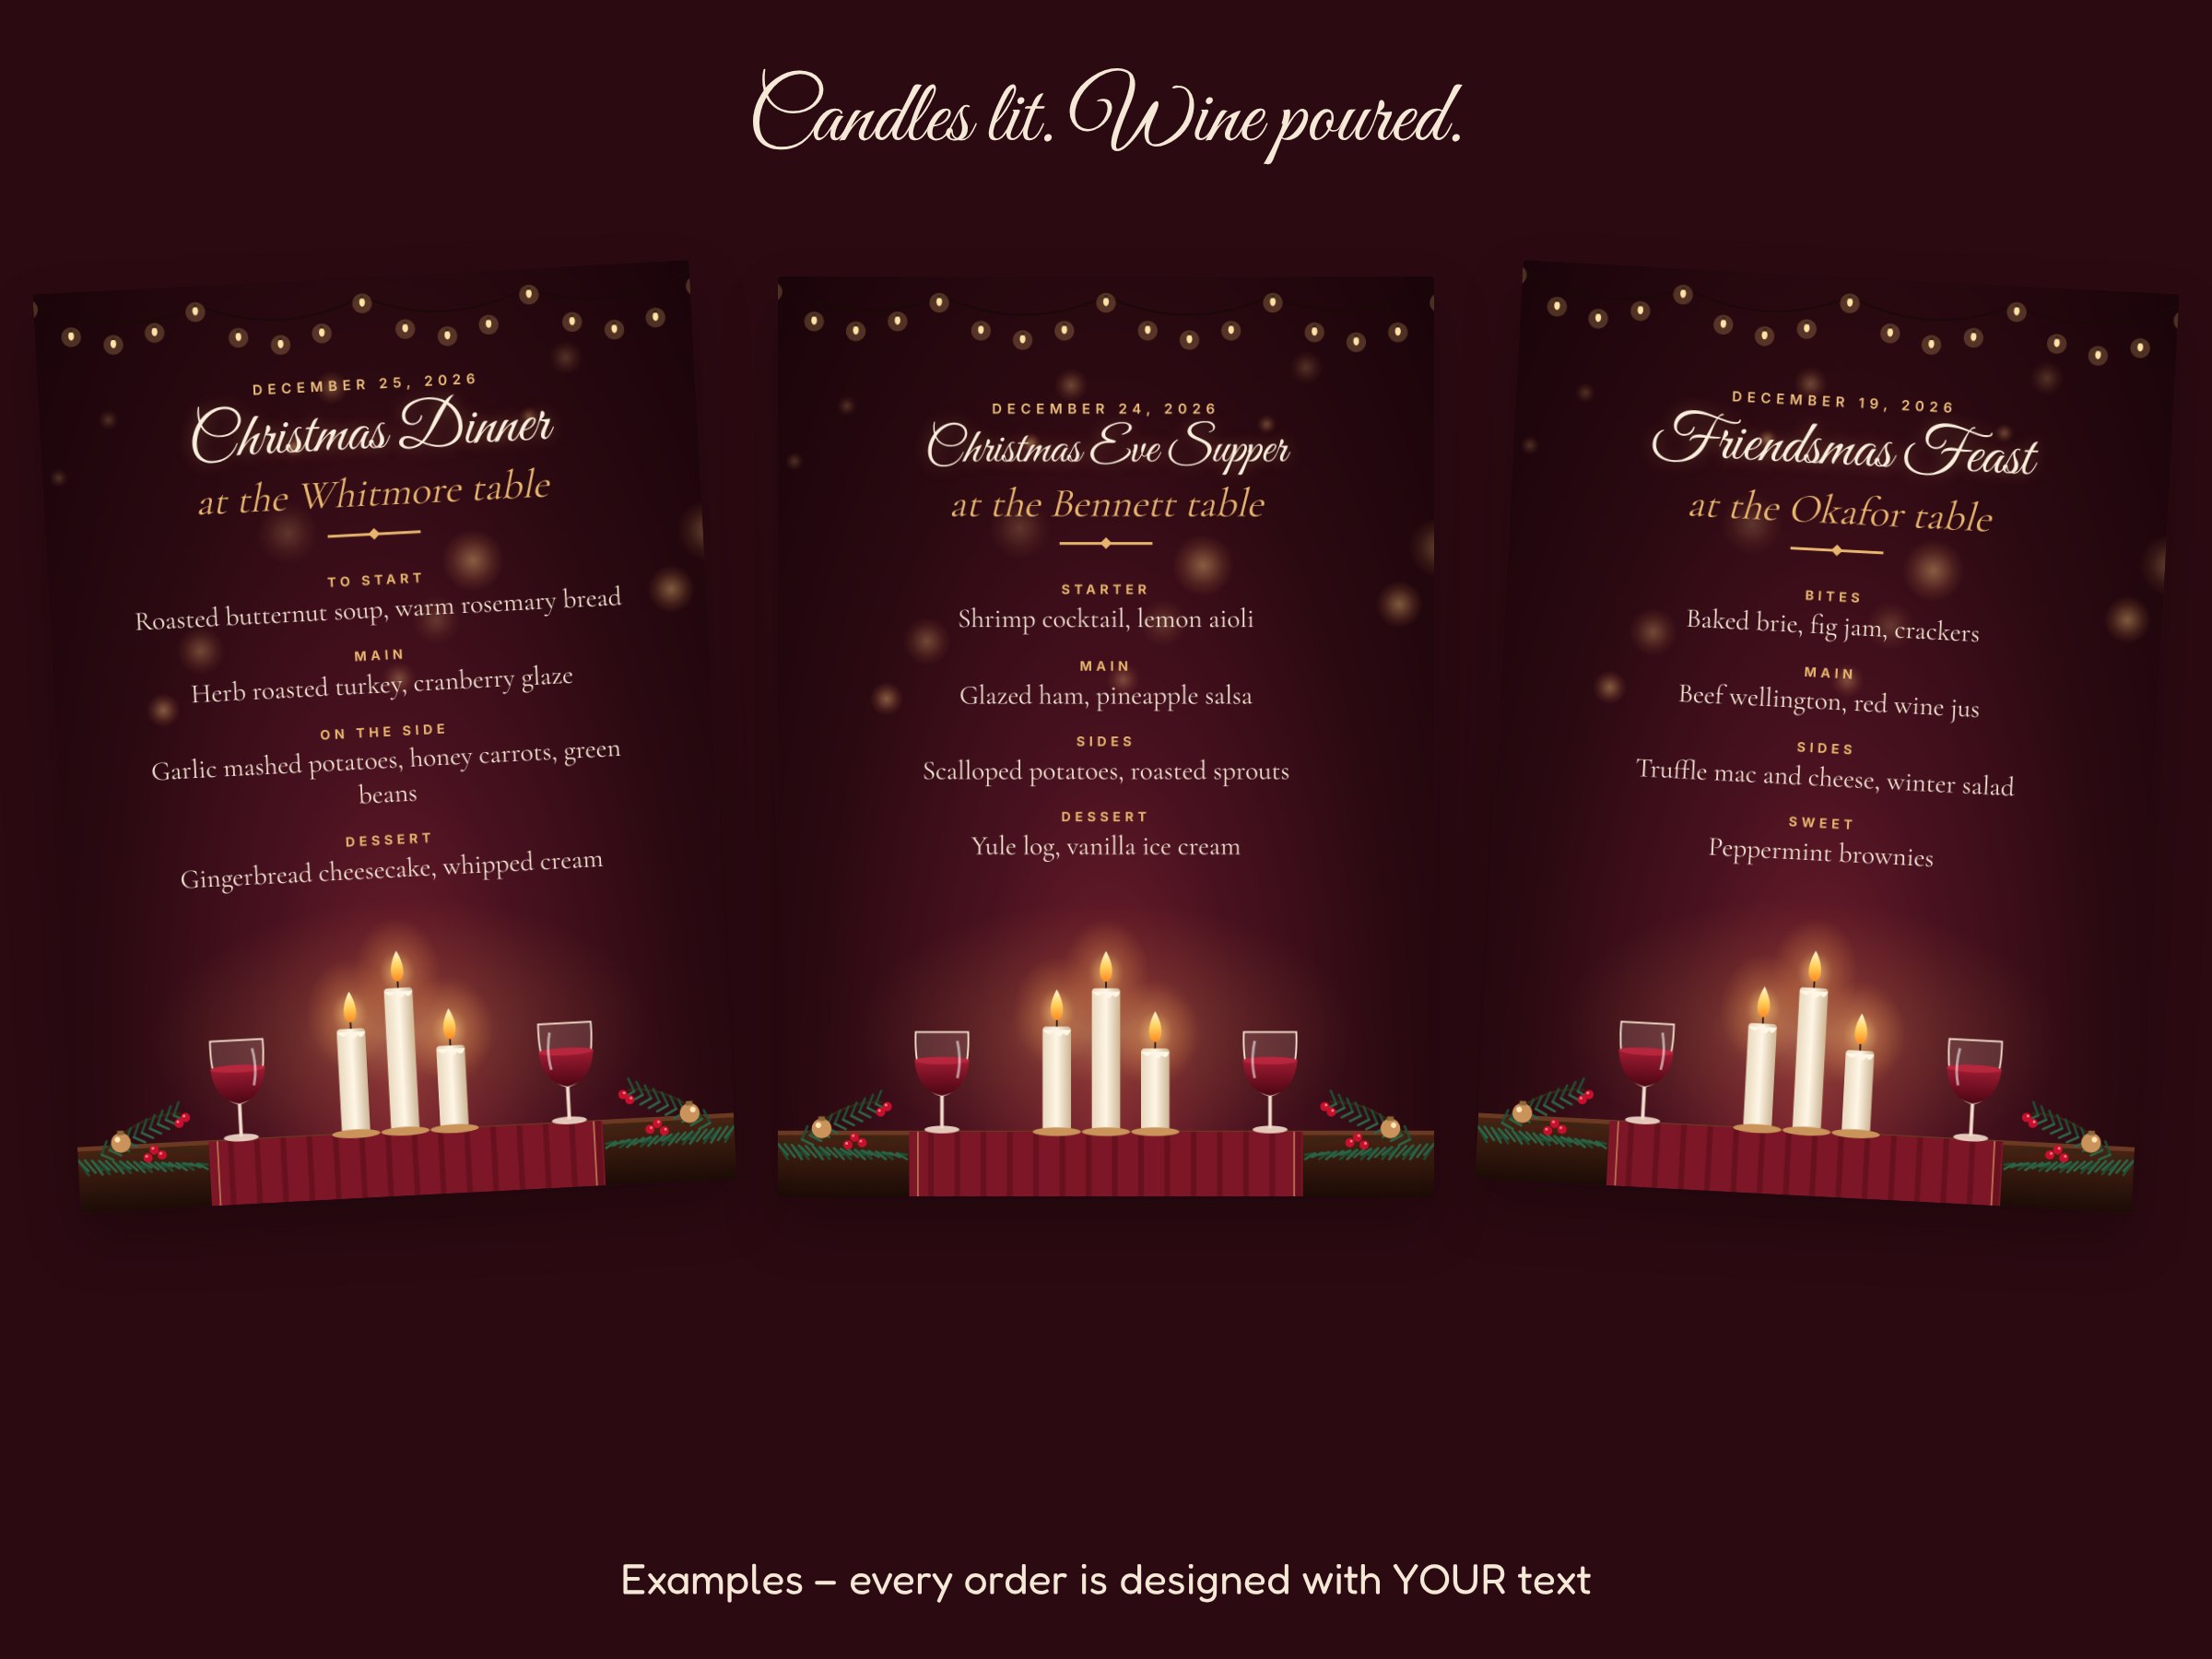 Candles lit. Wine poured.
DECEMBER 25, 2026
Christmas Dinner
at the Whitmore table
TO START
Roasted butternut soup, warm rosemary bread
MAIN
Herb roasted turkey, cranberry glaze
ON THE SIDE
Garlic mashed potatoes, honey carrots, green
beans
DESSERT
Gingerbread cheesecake, whipped cream
DECEMBER 24, 2026
Christmas Eve Supper
at the Bennett table
STARTER
Shrimp cocktail, lemon aioli
MAIN
Glazed ham, pineapple salsa
SIDES
Scalloped potatoes, roasted sprouts
DESSERT
Yule log, vanilla ice cream
DECEMBER 19, 2026
Friendsmas Feast
at the Okafor table
BITES
Baked brie, fig jam, crackers
MAIN
Beef wellington, red wine jus
SIDES
Truffle mac and cheese, winter salad
SWEET
Peppermint brownies
Examples – every order is designed with YOUR text